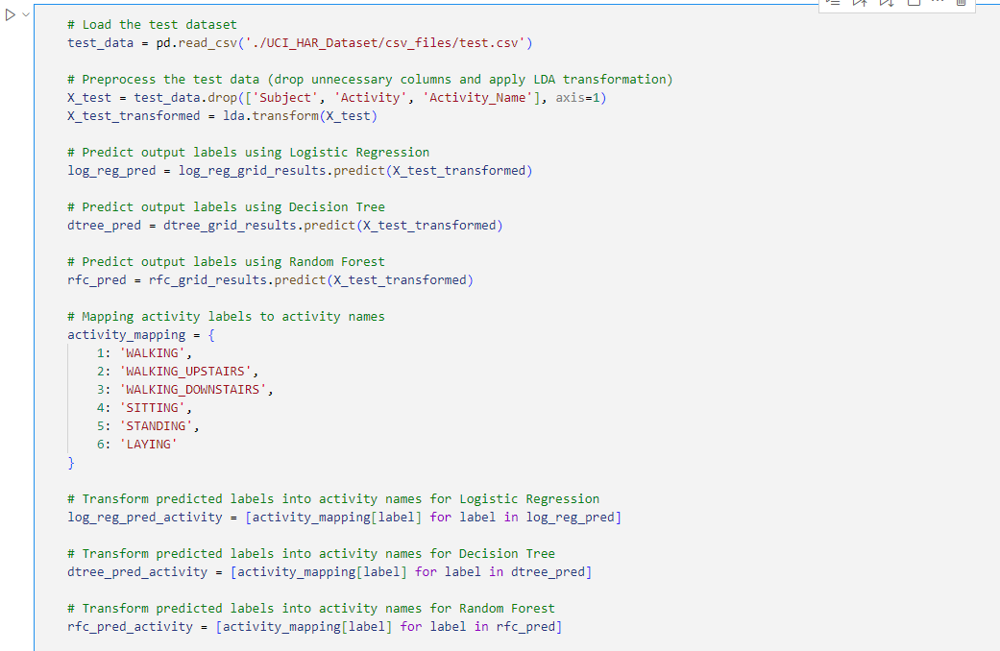 # Load the test dataset
test_data = pd.read_csv('./UCI_HAR_Dataset/csv_files/test.csv')
# Preprocess the test data (drop unnecessary columns and apply LDA transformation)
X_test = test_data.drop(['Subject', 'Activity', 'Activity_Name'], axis=1)
X_test_transformed = lda.transform(X_test)
# Predict output labels using Logistic Regression
log_reg_pred = log_reg_grid_results.predict(X_test_transformed)
# Predict output labels using Decision Tree
dtree_pred = dtree_grid_results.predict(X_test_transformed)
# Predict output labels using Random Forest
rfc_pred = rfc_grid_results.predict(X_test_transformed)
# Mapping activity labels to activity names
activity_mapping = {
1: 'WALKING',
2: 'WALKING_UPSTAIRS',
3: 'WALKING_DOWNSTAIRS',
4: 'SITTING',
5: 'STANDING',
6: 'LAYING'
}
# Transform predicted labels into activity names for Logistic Regression
log_reg_pred_activity = [activity_mapping[label] for label in log_reg_pred]
# Transform predicted labels into activity names for Decision Tree
dtree_pred_activity = [activity_mapping[label] for label in dtree_pred]
# Transform predicted labels into activity names for Random Forest
rfc_pred_activity = [activity_mapping[label] for label in rfc_pred]